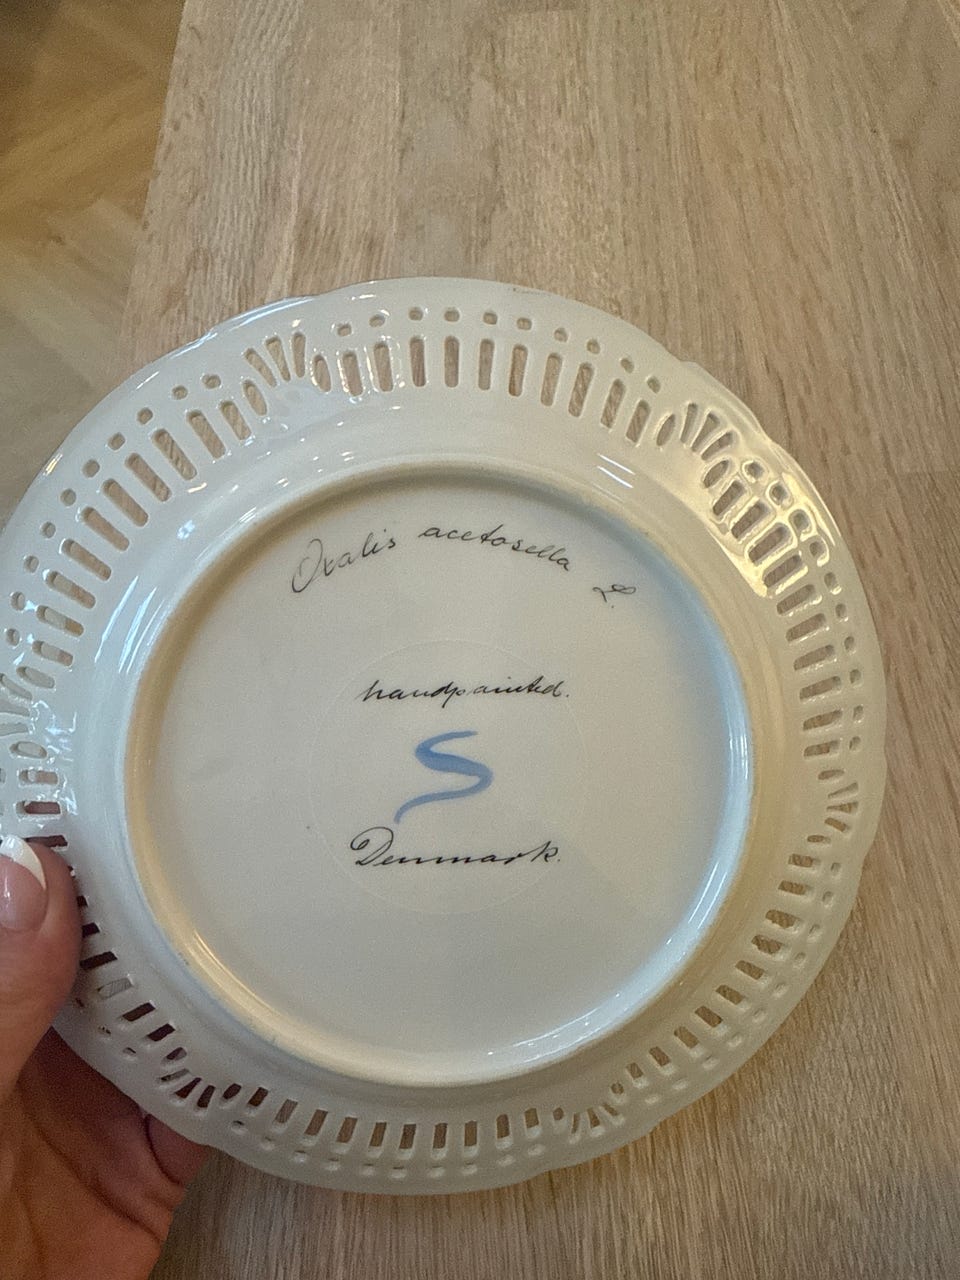 Oxalis acetosella L.
handpainted.
S
Denmark.